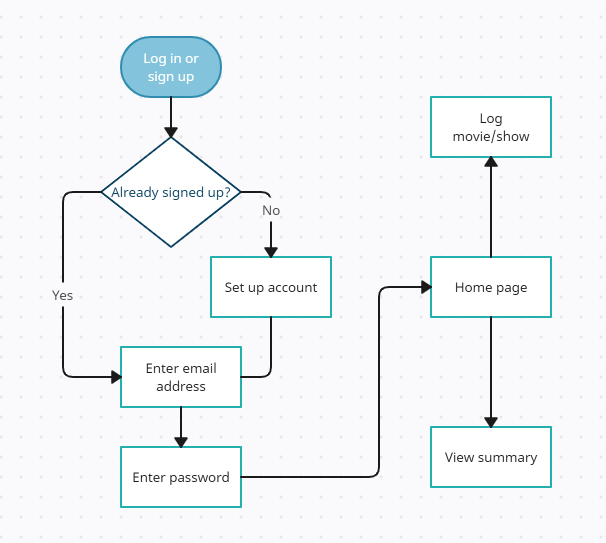 Log in or
sign up
Already signed up?
No
Yes
Set up account
Enter email
address
Enter password
Log
movie/show
Home page
View summary